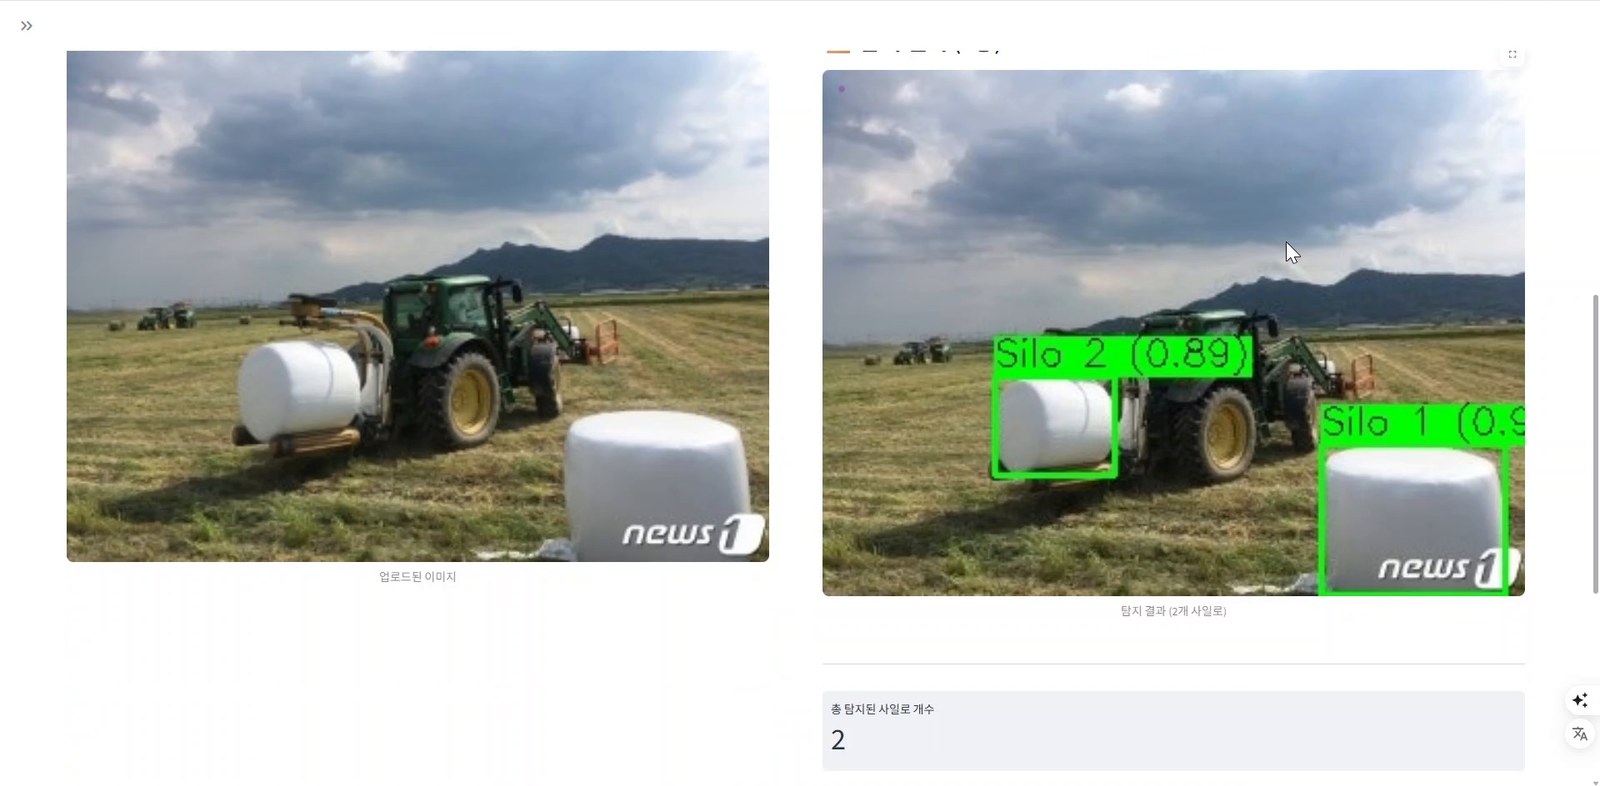 news1
업로드된 이미지
Silo 2 (0.89)
Silo 1 (0.9
news1
탐지 결과 (2개 사일로)
총 탐지된 사일로 개수
2